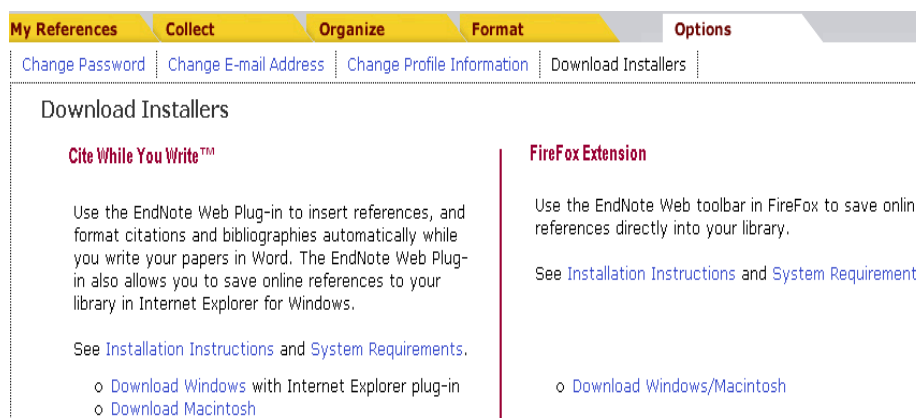 My References Collect Organize Format Options
Change Password Change E-mail Address Change Profile Information Download Installers
Download Installers
Cite While You Write™
Use the EndNote Web Plug-in to insert references, and
format citations and bibliographies automatically while
you write your papers in Word. The EndNote Web Plug-
in also allows you to save online references to your
library in Internet Explorer for Windows.
See Installation Instructions and System Requirements.
o Download Windows with Internet Explorer plug-in
o Download Macintosh
FireFox Extension
Use the EndNote Web toolbar in FireFox to save onlin
references directly into your library.
See Installation Instructions and System Requirement
o Download Windows/Macintosh